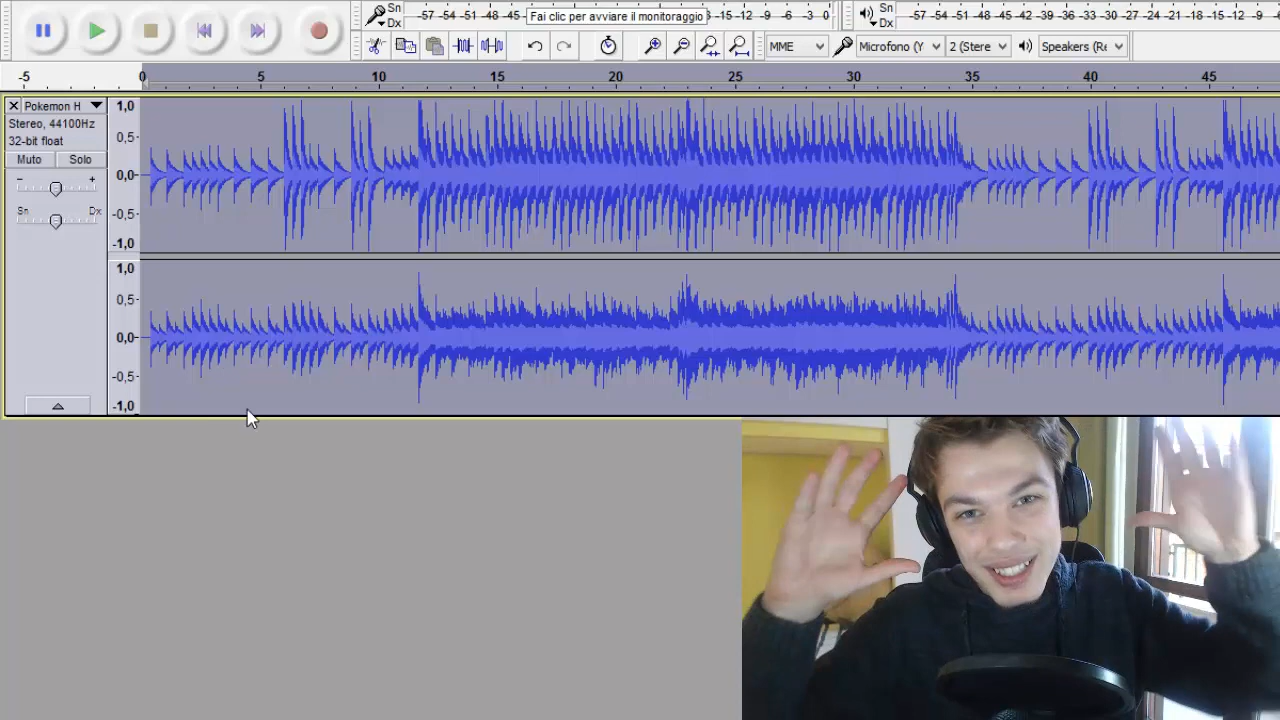 Sn
Dx
-57 -54 -51 -48 -45
Fai clic per avviare il monitoraggio
-15 -12 -9 -6 -3 0
Sn
Dx
-57 -54 -51 -48 -45 -42 -39 -36 -33 -30 -27 -24 -21 -18 -15 -12
MME
Microfono (Y
2 (Stere
Speakers (Re
-5 0 5 10 15 20 25 30 35 40 45
Pokemon H
Stereo, 44100Hz
32-bit float
Muto Solo
- +
Sn Dx
1,0
0,5-
0,0-
-0,5-
-1,0
1,0
0,5-
0,0-
-0,5-
-1,0